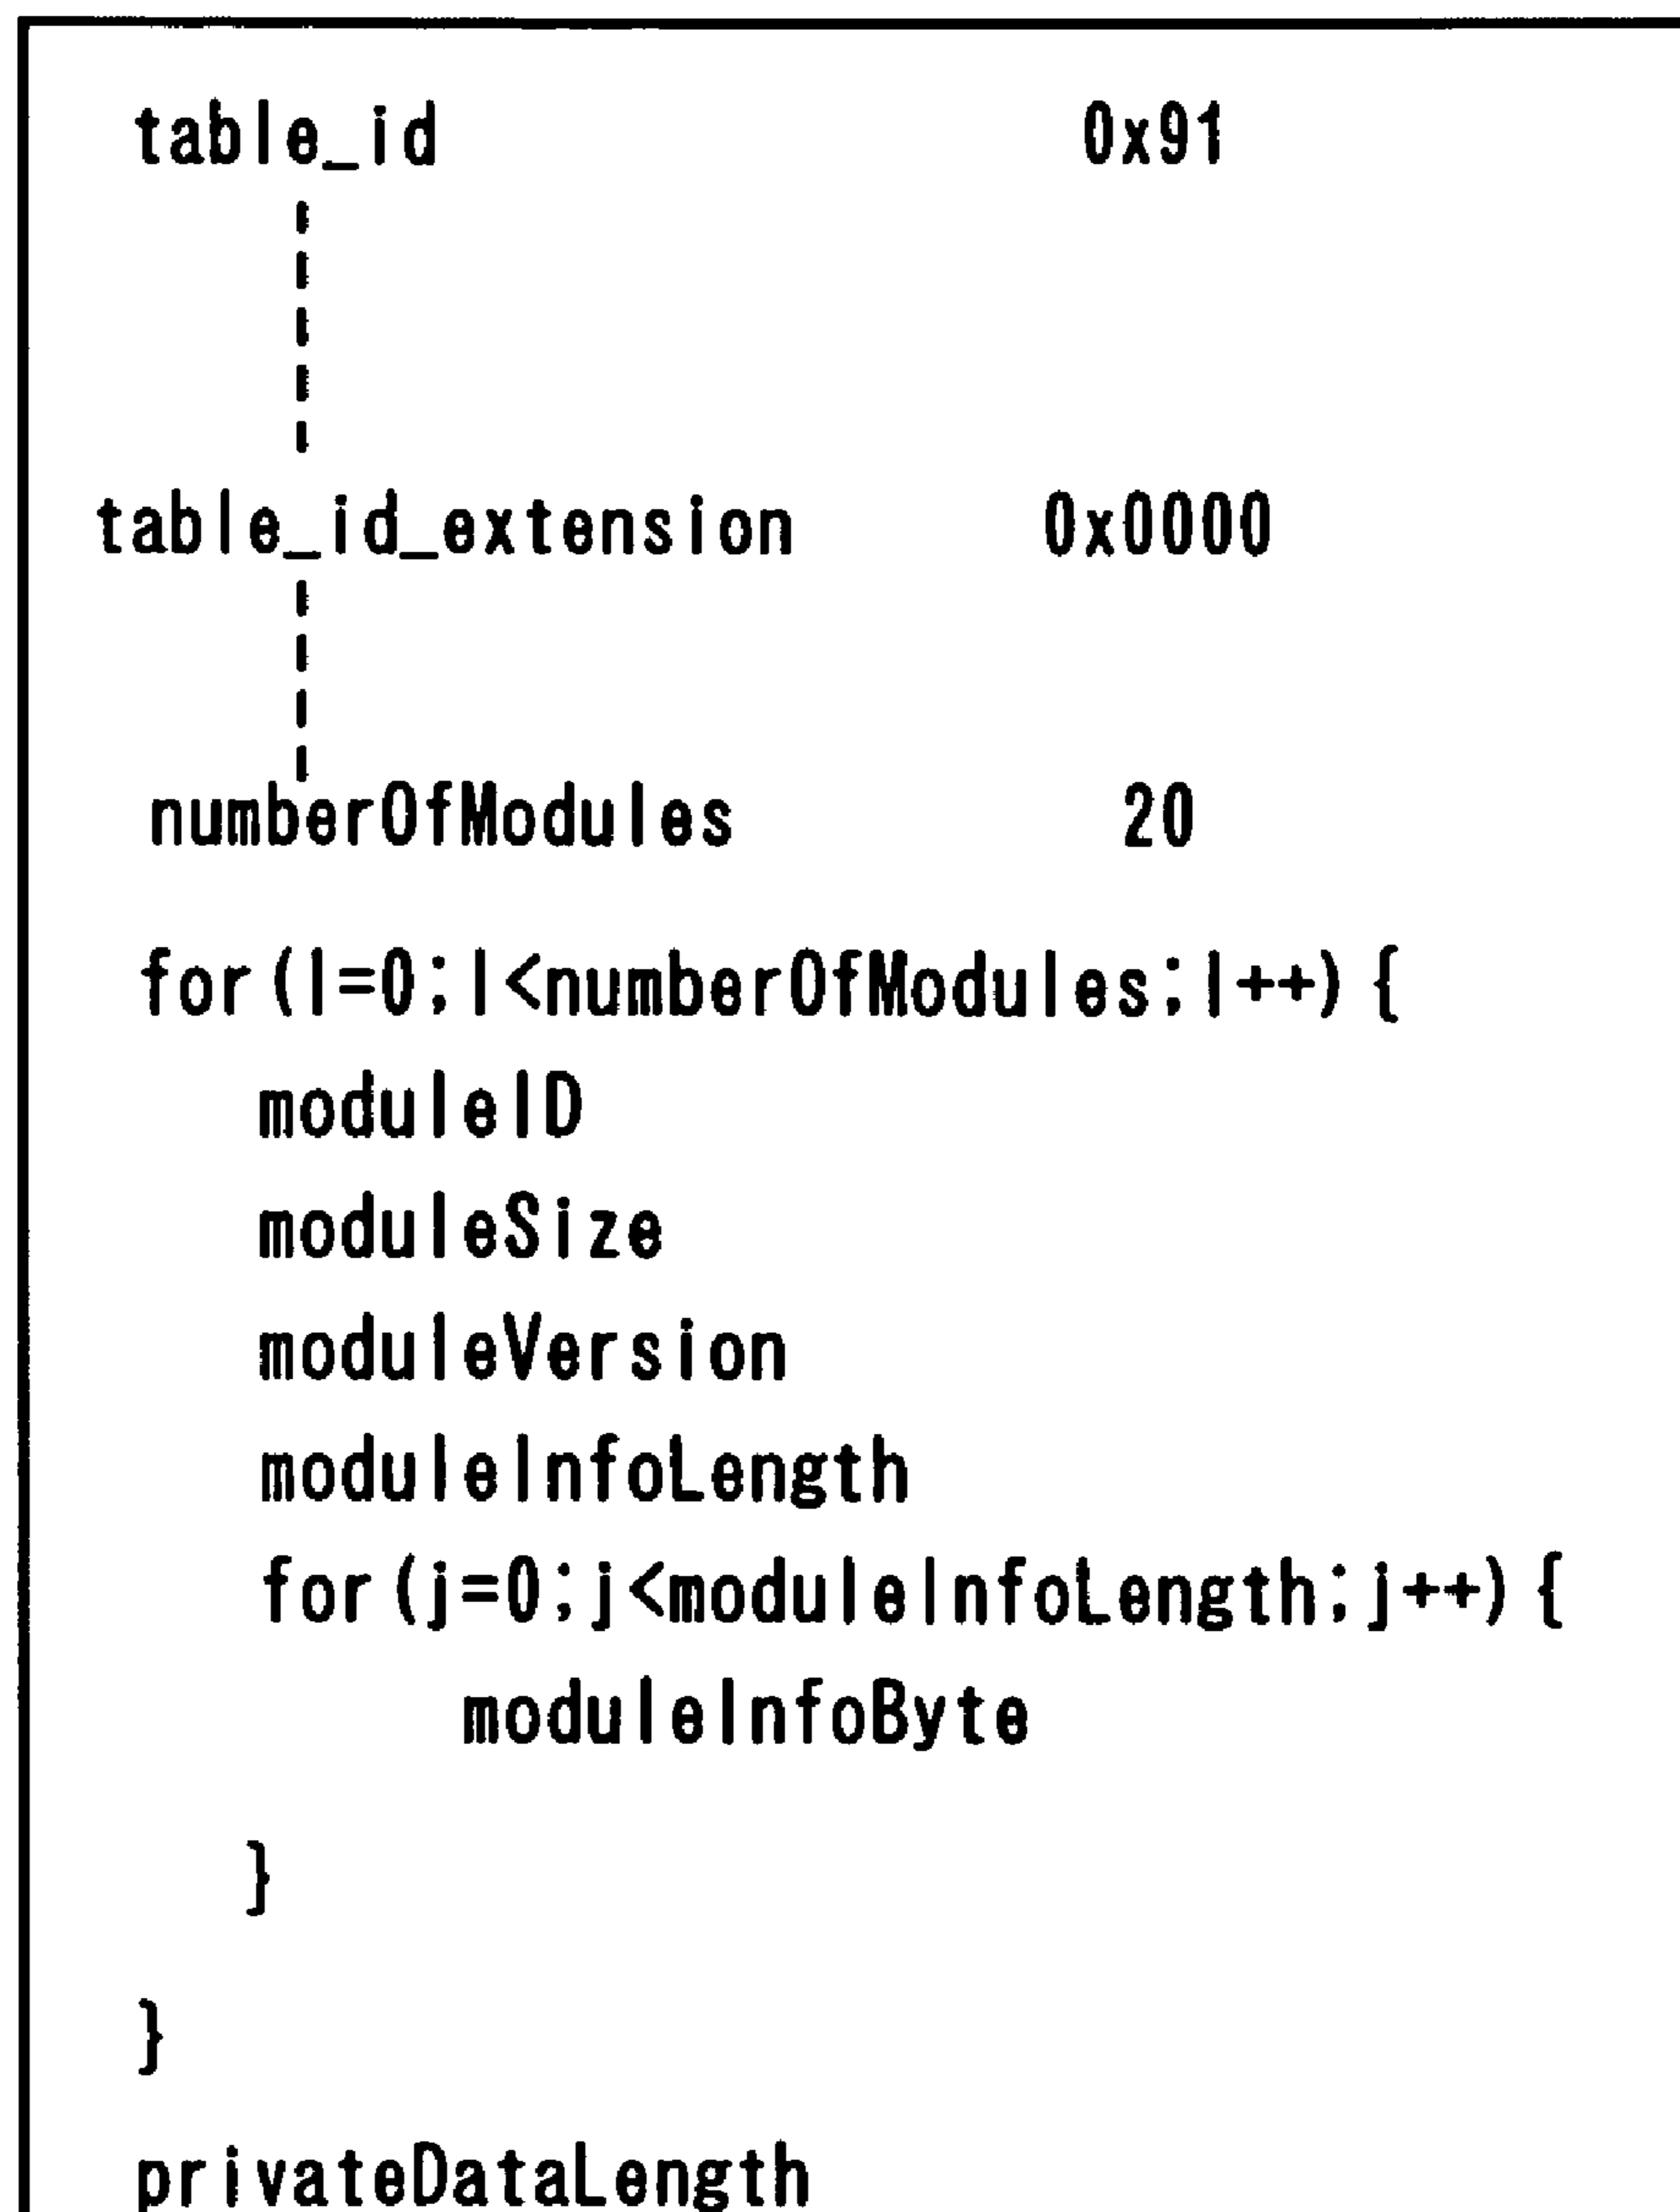 table_id 0x91
table_id_extension 0x0000
numberOfModules 20
for(I=0;I<numberOfModules;I++){
moduleID
moduleSize
moduleVersion
moduleInfoLength
for(j=0;j<moduleInfoLength;j++){
moduleInfoByte
}
}
privateDataLength